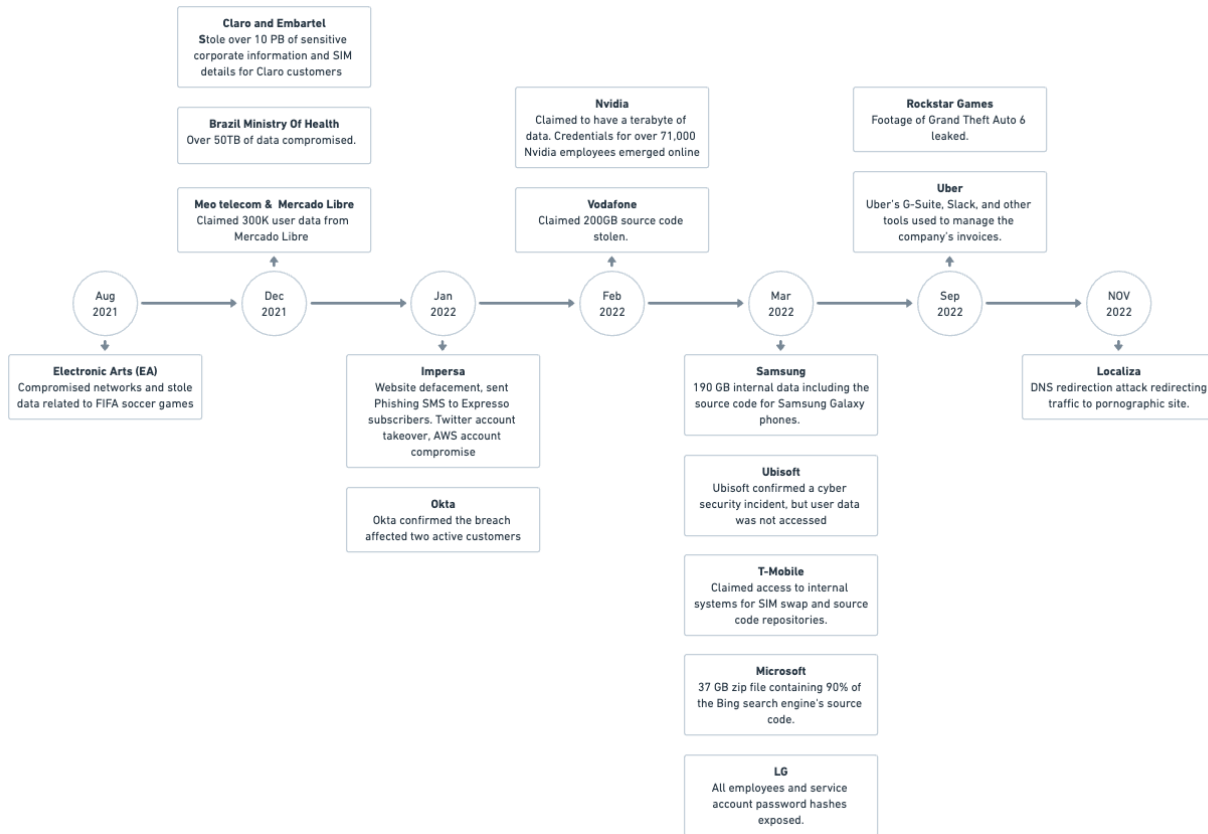 Claro and Embartel
Stole over 10 PB of sensitive
corporate information and SIM
details for Claro customers
Brazil Ministry Of Health
Over 50TB of data compromised.
Meo telecom & Mercado Libre
Claimed 300K user data from
Mercado Libre
Nvidia
Claimed to have a terabyte of
data. Credentials for over 71,000
Nvidia employees emerged online
Vodafone
Claimed 200GB source code
stolen.
Rockstar Games
Footage of Grand Theft Auto 6
leaked.
Uber
Uber's G-Suite, Slack, and other
tools used to manage the
company's invoices.
Aug
2021
Dec
2021
Jan
2022
Feb
2022
Mar
2022
Sep
2022
NOV
2022
Electronic Arts (EA)
Compromised networks and stole
data related to FIFA soccer games
Impersa
Website defacement, sent
Phishing SMS to Expresso
subscribers. Twitter account
takeover, AWS account
compromise
Okta
Okta confirmed the breach
affected two active customers
Samsung
190 GB internal data including the
source code for Samsung Galaxy
phones.
Ubisoft
Ubisoft confirmed a cyber
security incident, but user data
was not accessed
T-Mobile
Claimed access to internal
systems for SIM swap and source
code repositories.
Microsoft
37 GB zip file containing 90% of
the Bing search engine's source
code.
LG
All employees and service
account password hashes
exposed.
Localiza
DNS redirection attack redirecting
traffic to pornographic site.